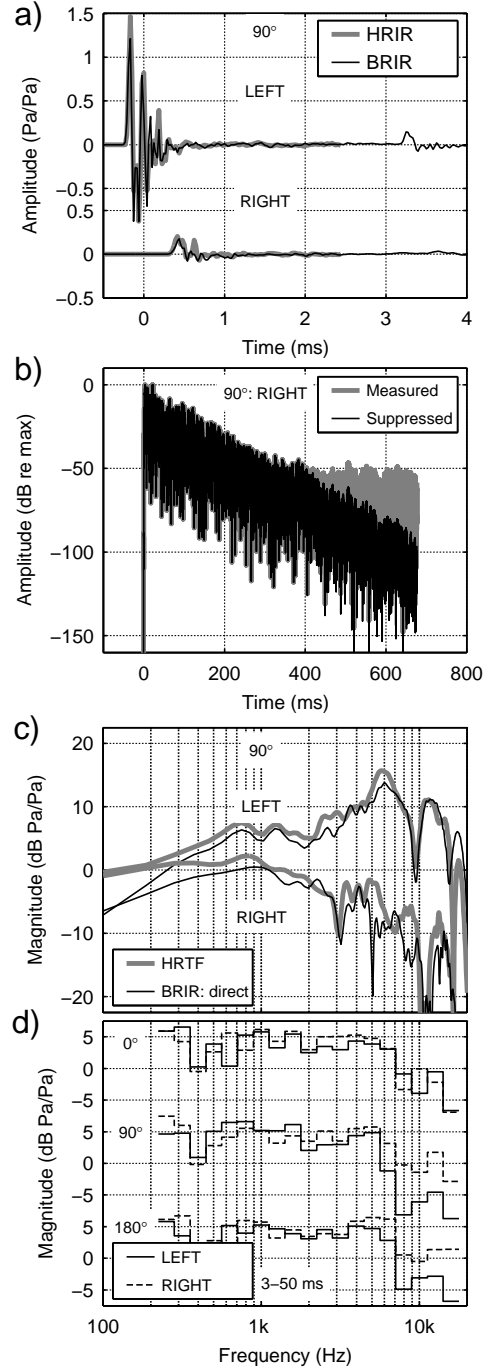 a)
1.5
90°
HRIR
BRIR
1
LEFT
0.5
0
−0.5
0.5
RIGHT
0
−0.5
Amplitude (Pa/Pa)
0 1 2 3 4
Time (ms)
b)
0
90°: RIGHT
Measured
Suppressed
−50
−100
−150
Amplitude (dB re max)
0 200 400 600 800
Time (ms)
c)
20
90°
10
LEFT
0
RIGHT
−10
−20
Magnitude (dB Pa/Pa)
HRTF
BRIR: direct
d)
5
0°
0
90°
5
0
−5
180°
5
0
−5
Magnitude (dB Pa/Pa)
LEFT
RIGHT
3–50 ms
100 1k 10k
Frequency (Hz)